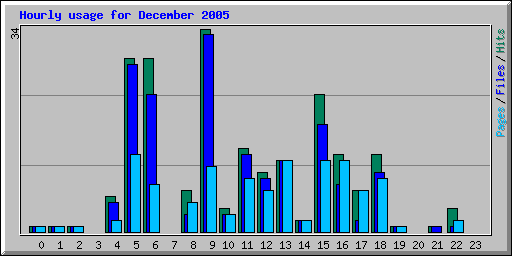 Hourly usage for December 2005
34
Pages / Files / Hits
0 1 2 3 4 5 6 7 8 9 10 11 12 13 14 15 16 17 18 19 20 21 22 23